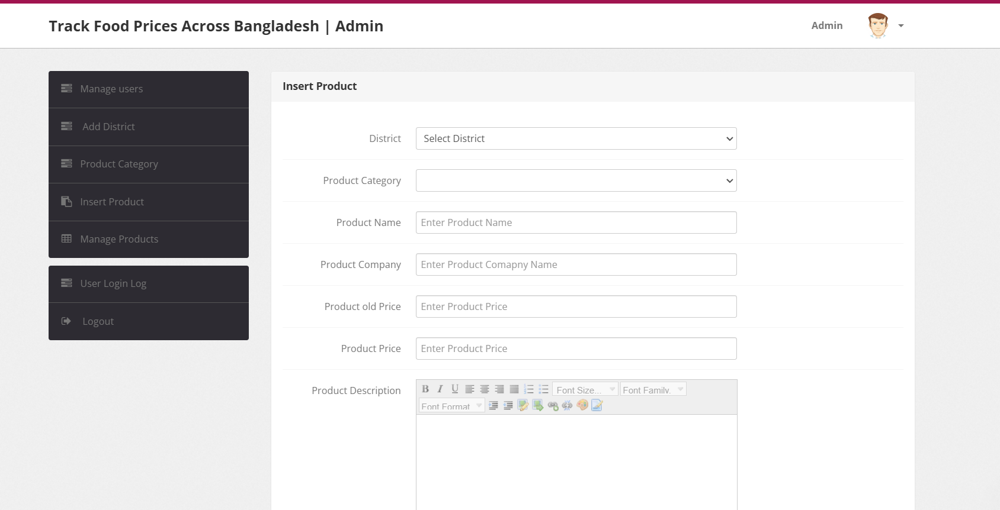 Track Food Prices Across Bangladesh | Admin
Admin
Manage users
Add District
Product Category
Insert Product
Manage Products
User Login Log
Logout
Insert Product
District
Select District
Product Category
Product Name
Enter Product Name
Product Company
Enter Product Comapny Name
Product old Price
Enter Product Price
Product Price
Enter Product Price
Product Description
B I U Font Size... Font Family.
Font Format